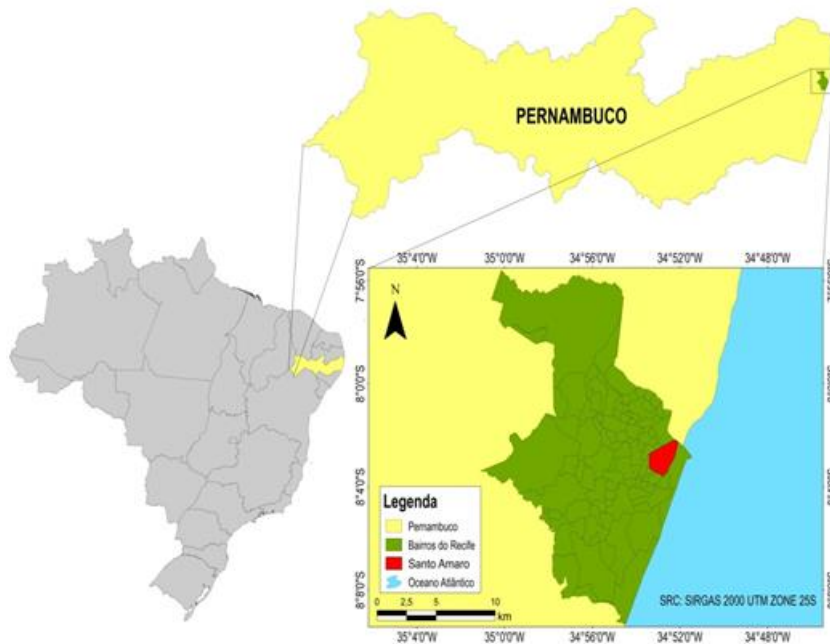 PERNAMBUCO
35°4'0"W 35°0'0"W 34°56'0"W 34°52'0"W 34°48'0"W
7°56'0"S
8°0'0"S
8°4'0"S
8°8'0"S
N
Legenda
Pernambuco
Bairros do Recife
Santo Amaro
Oceano Atlântico
0 2,5 5 10
km
SRC: SIRGAS 2000 UTM ZONE 25S
35°4'0"W 35°0'0"W 34°56'0"W 34°52'0"W 34°48'0"W